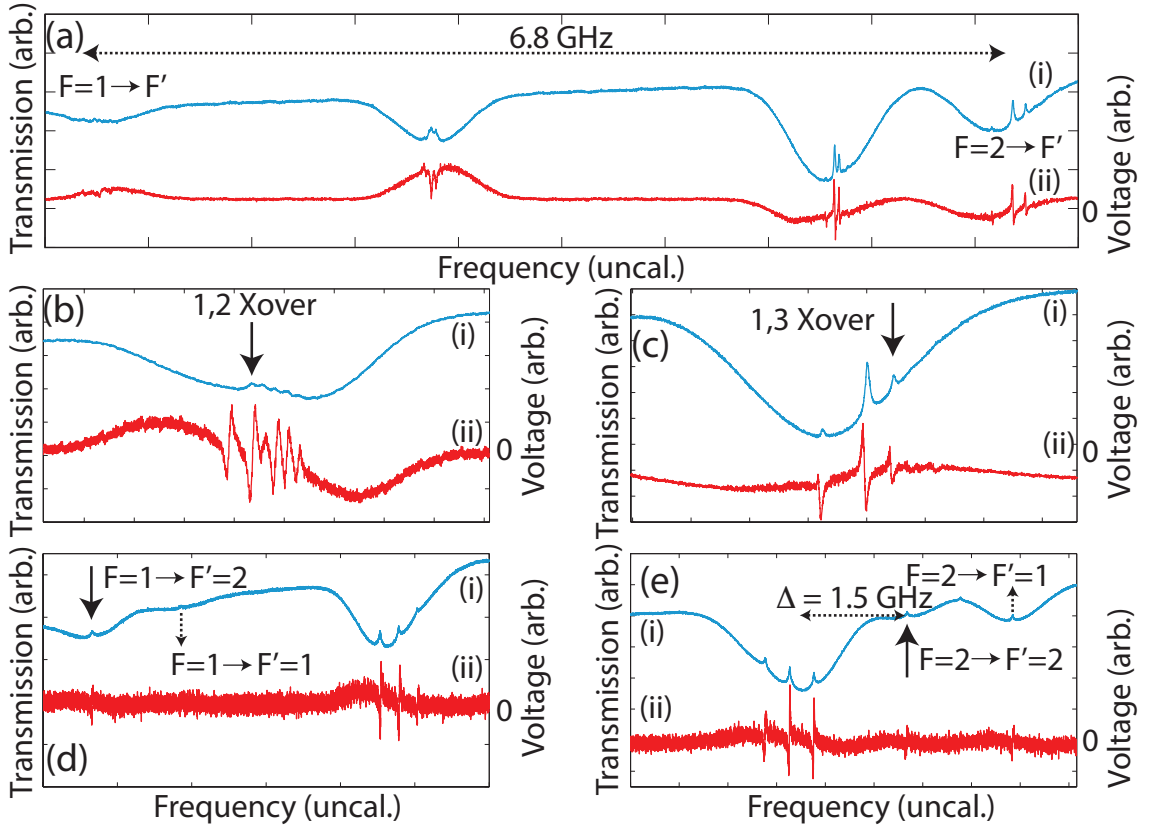 (a)
6.8 GHz
F=1→F'
(i)
F=2→F'
(ii)
0
Transmission (arb.)
Voltage (arb.)
Frequency (uncal.)
(b)
1,2 Xover
(i)
(ii)
0
Transmission (arb.)
Voltage (arb.)
(c)
1,3 Xover
(i)
(ii)
0
Transmission (arb.)
Voltage (arb.)
F=1→F'=2
(i)
F=1→F'=1
(ii)
0
(d)
Transmission (arb.)
Voltage (arb.)
Frequency (uncal.)
(e)
F=2→F'=1
Δ = 1.5 GHz
(i)
F=2→F'=2
(ii)
0
Transmission (arb.)
Voltage (arb.)
Frequency (uncal.)